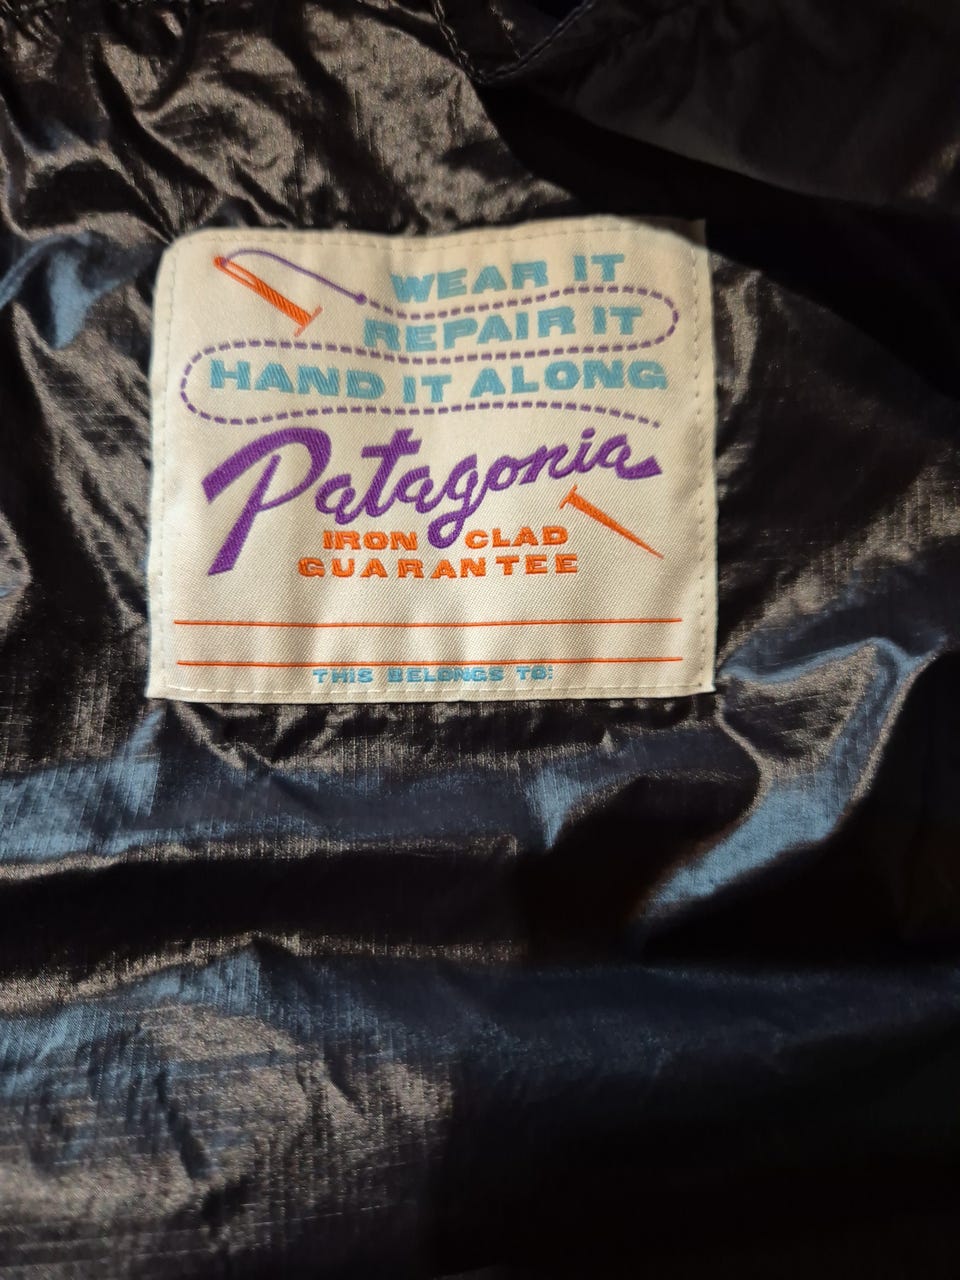 WEAR IT
REPAIR IT
HAND IT ALONG
Patagonia
IRON CLAD
GUARANTEE
THIS BELONGS TO: